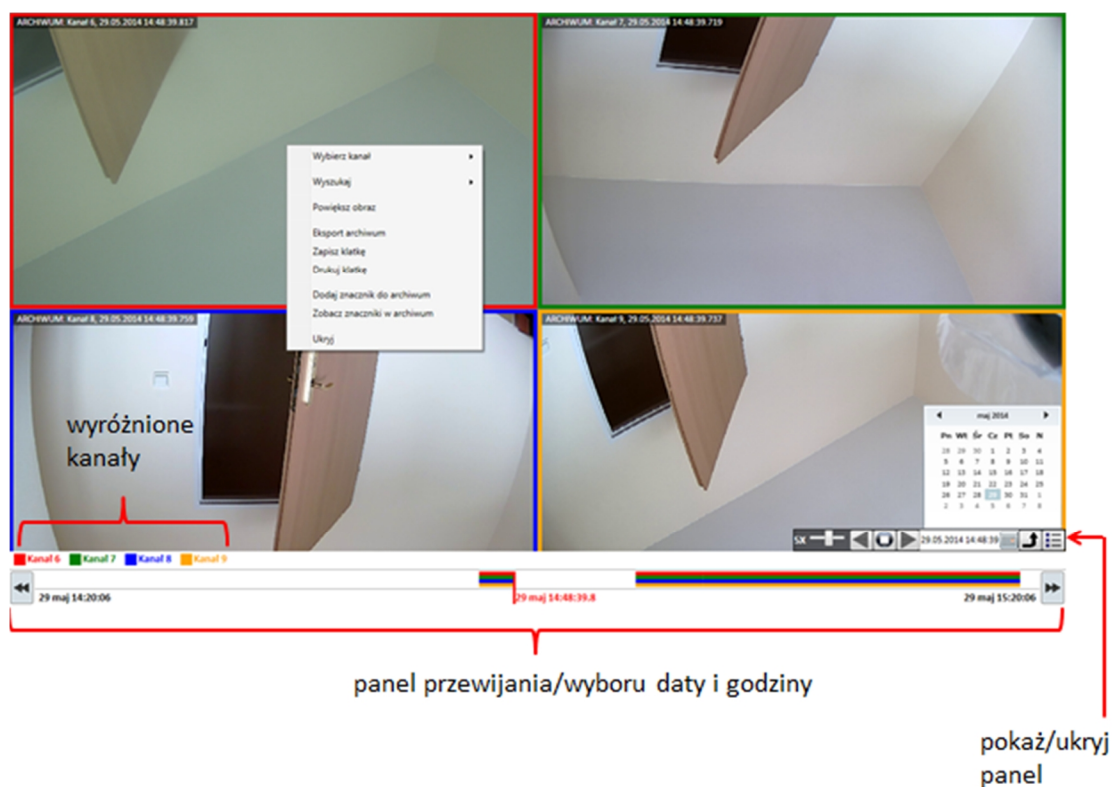 ARCHIWUM: Kanał 6, 29.05.2014 14:48:39.817
ARCHIWUM: Kanał 7, 29.05.2014 14:48:39.719
Wybierz kanał
Wyszukaj
Powiększ obraz
Eksport archiwum
Zapisz klatkę
Drukuj klatkę
Dodaj znacznik do archiwum
Zobacz znaczniki w archiwum
Ukryj
ARCHIWUM: Kanał 8, 29.05.2014 14:48:39.759
ARCHIWUM: Kanał 9, 29.05.2014 14:48:39.737
wyróżnione
kanały
maj 2014
Pn Wt Śr Cz Pt So N
28 29 30 1 2 3 4
5 6 7 8 9 10 11
12 13 14 15 16 17 18
19 20 21 22 23 24 25
26 27 28 29 30 31 1
2 3 4 5 6 7 8
5X
29.05.2014 14:48:39
Kanał 6 Kanał 7 Kanał 8 Kanał 9
29 maj 14:20:06 29 maj 14:48:39.8 29 maj 15:20:06
panel przewijania/wyboru daty i godziny
pokaż/ukryj
panel